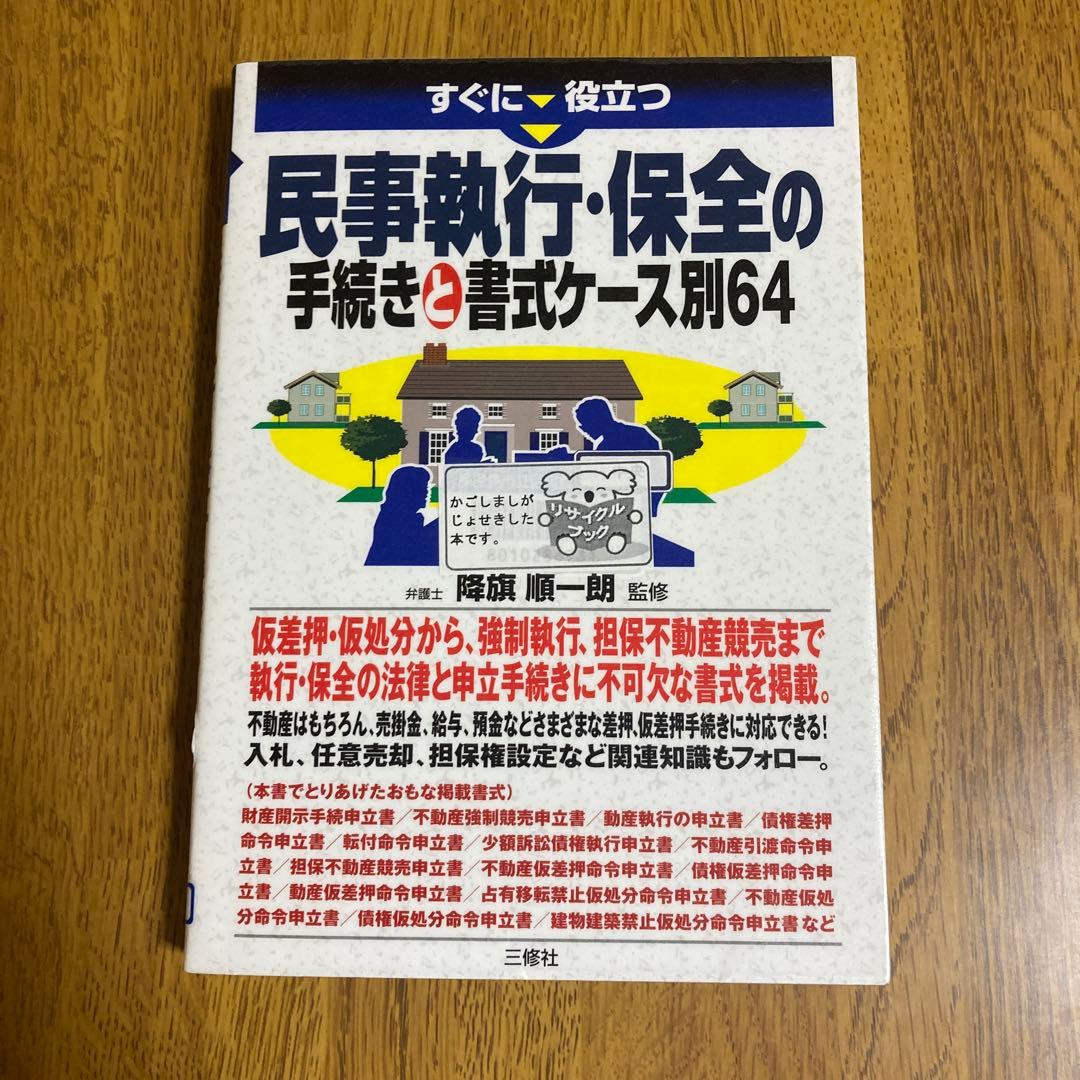 すぐに 役立つ
民事執行・保全の
手続きと書式ケース別64
かごしましが
じょせきした
本です。
リサイクル
ブック
弁護士 降旗 順一朗 監修
仮差押・仮処分から、強制執行、担保不動産競売まで
執行・保全の法律と申立手続きに不可欠な書式を掲載。
不動産はもちろん、売掛金、給与、預金などさまざまな差押、仮差押手続きに対応できる!
入札、任意売却、担保権設定など関連知識もフォロー。
(本書でとりあげたおもな掲載書式)
財産開示手続申立書/不動産強制競売申立書/動産執行の申立書/債権差押
命令申立書/転付命令申立書/少額訴訟債権執行申立書/不動産引渡命令申
立書/担保不動産競売申立書/不動産仮差押命令申立書/債権仮差押命令申
立書/動産仮差押命令申立書/占有移転禁止仮処分命令申立書/不動産仮処
分命令申立書/債権仮処分命令申立書/建物建築禁止仮処分命令申立書など
三修社